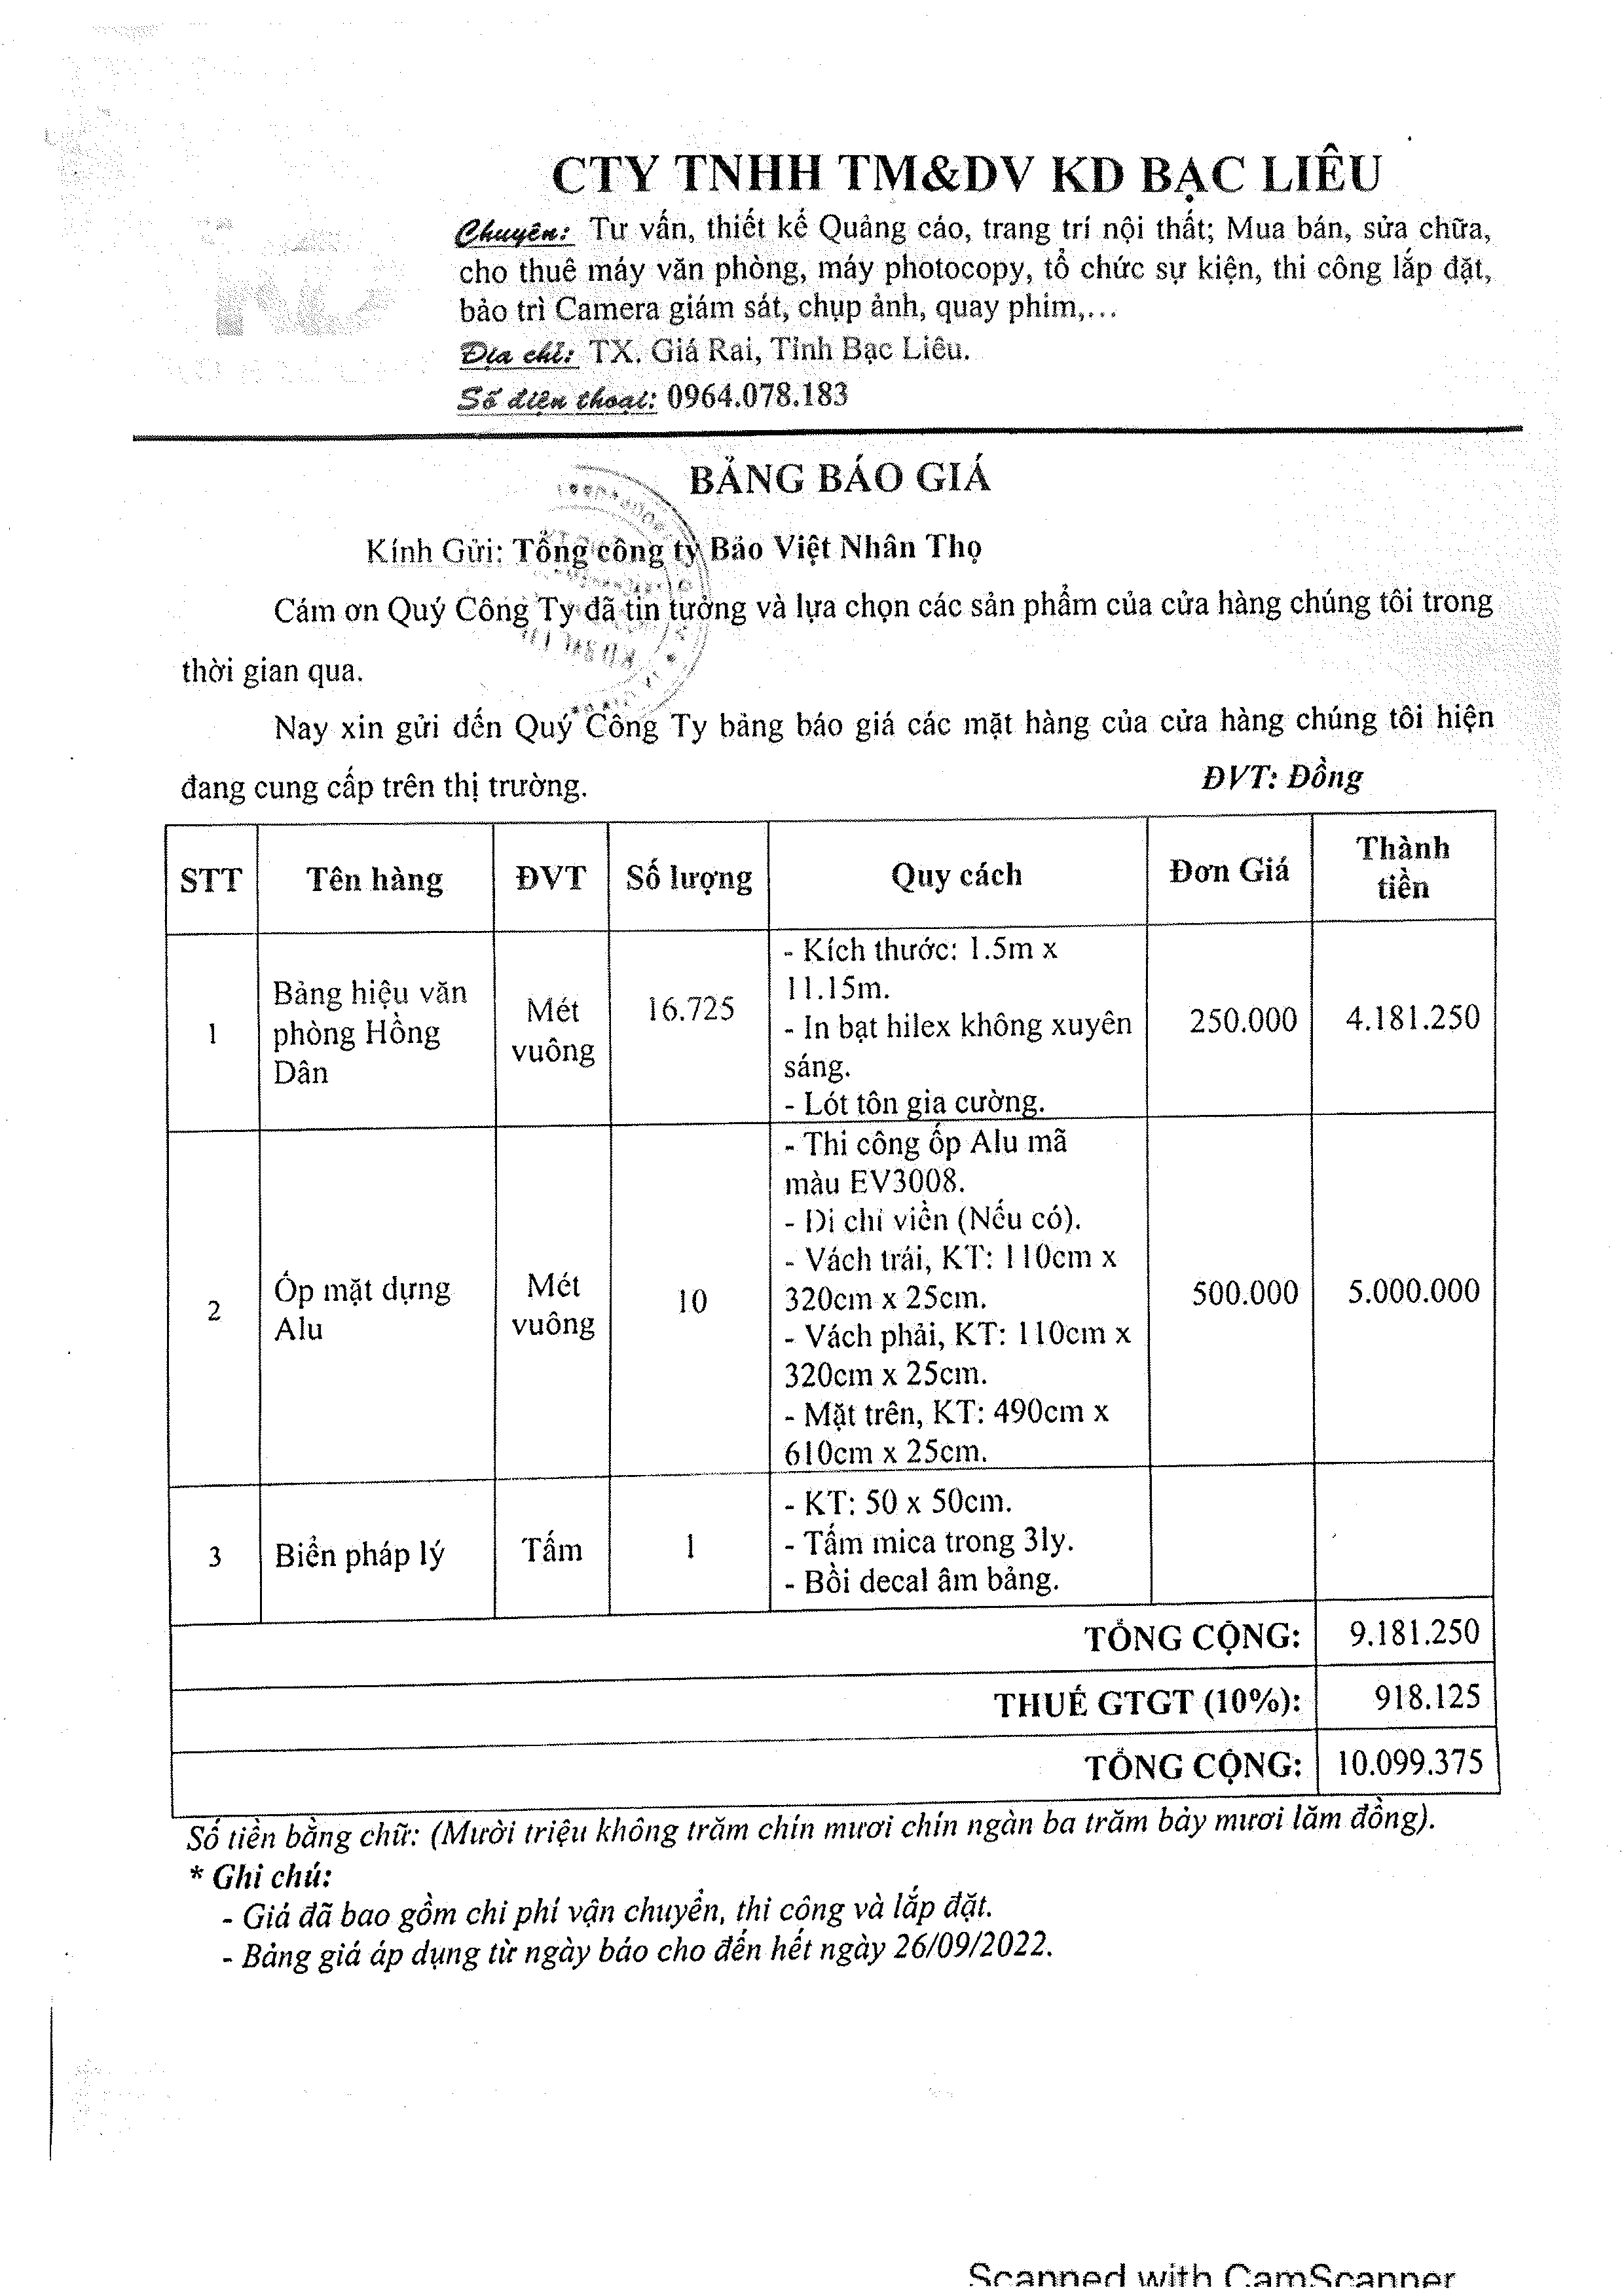 CTY TNHH TM&DV KD BẠC LIÊU
Chuyên: Tư vấn, thiết kế Quảng cáo, trang trí nội thất; Mua bán, sửa chữa,
cho thuê máy văn phòng, máy photocopy, tổ chức sự kiện, thi công lắp đặt,
bảo trì Camera giám sát, chụp ảnh, quay phim,...
Địa chỉ: TX. Giá Rai, Tỉnh Bạc Liêu.
Số điện thoại: 0964.078.183
BẢNG BÁO GIÁ
Kính Gửi: Tổng công ty Bảo Việt Nhân Thọ
Cám ơn Quý Công Ty đã tin tưởng và lựa chọn các sản phẩm của cửa hàng chúng tôi trong
thời gian qua.
Nay xin gửi đến Quý Công Ty bảng báo giá các mặt hàng của cửa hàng chúng tôi hiện
đang cung cấp trên thị trường.
ĐVT: Đồng
STT Tên hàng ĐVT Số lượng Quy cách Đơn Giá Thành
tiền
1
Bảng hiệu văn
phòng Hồng
Dân
Mét
vuông
16.725
- Kích thước: 1.5m x
11.15m.
- In bạt hilex không xuyên
sáng.
- Lót tôn gia cường.
250.000
4.181.250
2
Ốp mặt dựng
Alu
Mét
vuông
10
- Thi công ốp Alu mã
màu EV3008.
- Di chỉ viền (Nếu có).
- Vách trái, KT: 110cm x
320cm x 25cm.
- Vách phải, KT: 110cm x
320cm x 25cm.
- Mặt trên, KT: 490cm x
610cm x 25cm.
500.000
5.000.000
3
Biển pháp lý
Tấm
1
- KT: 50 x 50cm.
- Tấm mica trong 3ly.
- Bồi decal âm bảng.
TỔNG CỘNG: 9.181.250
THUẾ GTGT (10%): 918.125
TỔNG CỘNG: 10.099.375
Số tiền bằng chữ: (Mười triệu không trăm chín mươi chín ngàn ba trăm bảy mươi lăm đồng).
* Ghi chú:
- Giá đã bao gồm chi phí vận chuyển, thi công và lắp đặt.
- Bảng giá áp dụng từ ngày báo cho đến hết ngày 26/09/2022.
Scanned with CamScanner